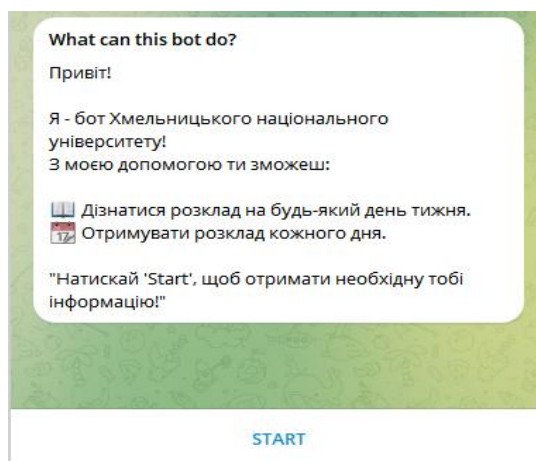 What can this bot do?
Привіт!
Я - бот Хмельницького національного
університету!
З моєю допомогою ти зможеш:
📖 Дізнатися розклад на будь-який день тижня.
📅 Отримувати розклад кожного дня.
"Натискай 'Start', щоб отримати необхідну тобі
інформацію!"
START